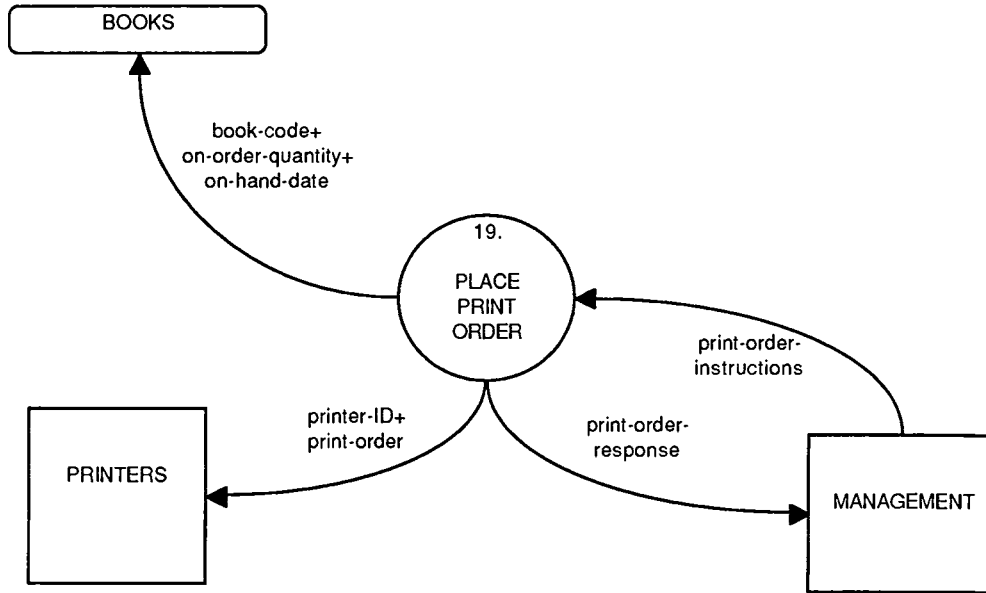 BOOKS
book-code+
on-order-quantity+
on-hand-date
19.
PLACE
PRINT
ORDER
print-order-
instructions
printer-ID+
print-order
print-order-
response
PRINTERS
MANAGEMENT